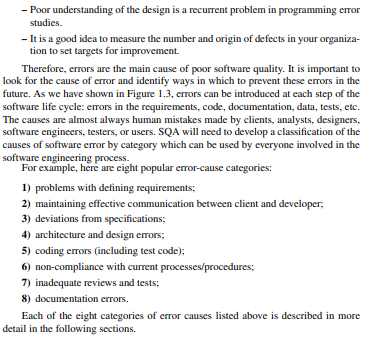 – Poor understanding of the design is a recurrent problem in programming error
studies.
– It is a good idea to measure the number and origin of defects in your organiza-
tion to set targets for improvement.
Therefore, errors are the main cause of poor software quality. It is important to
look for the cause of error and identify ways in which to prevent these errors in the
future. As we have shown in Figure 1.3, errors can be introduced at each step of the
software life cycle: errors in the requirements, code, documentation, data, tests, etc.
The causes are almost always human mistakes made by clients, analysts, designers,
software engineers, testers, or users. SQA will need to develop a classification of the
causes of software error by category which can be used by everyone involved in the
software engineering process.
For example, here are eight popular error-cause categories:
1) problems with defining requirements;
2) maintaining effective communication between client and developer;
3) deviations from specifications;
4) architecture and design errors;
5) coding errors (including test code);
6) non-compliance with current processes/procedures;
7) inadequate reviews and tests;
8) documentation errors.
Each of the eight categories of error causes listed above is described in more
detail in the following sections.